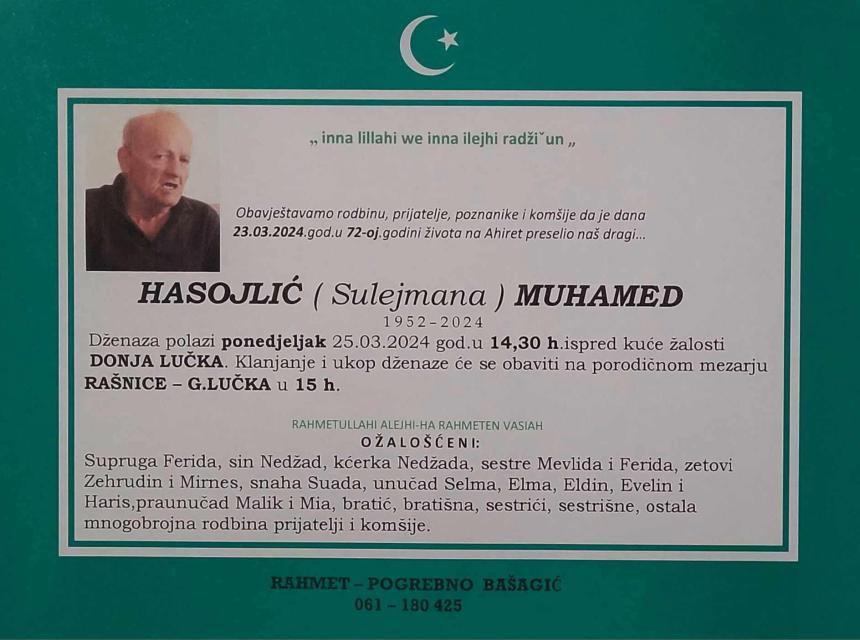 „ inna lillahi we inna ilejhi radžiˇun „
Obavještavamo rodbinu, prijatelje, poznanike i komšije da je dana
23.03.2024.god.u 72-oj.godini života na Ahiret preselio naš dragi...
HASOJLIĆ ( Sulejmana ) MUHAMED
1952–2024
Dženaza polazi ponedjeljak 25.03.2024 god.u 14,30 h.ispred kuće žalosti
DONJA LUČKA. Klanjanje i ukop dženaze će se obaviti na porodičnom mezarju
RAŠNICE – G.LUČKA u 15 h.
RAHMETULLAHI ALEJHI-HA RAHMETEN VASIAH
OŽALOŠĆENI:
Supruga Ferida, sin Nedžad, kćerka Nedžada, sestre Mevlida i Ferida, zetovi
Zehrudin i Mirnes, snaha Suada, unučad Selma, Elma, Eldin, Evelin i
Haris,praunučad Malik i Mia, bratić, bratišna, sestrići, sestrišne, ostala
mnogobrojna rodbina prijatelji i komšije.
RAHMET – POGREBNO BAŠAGIĆ
061 – 180 425